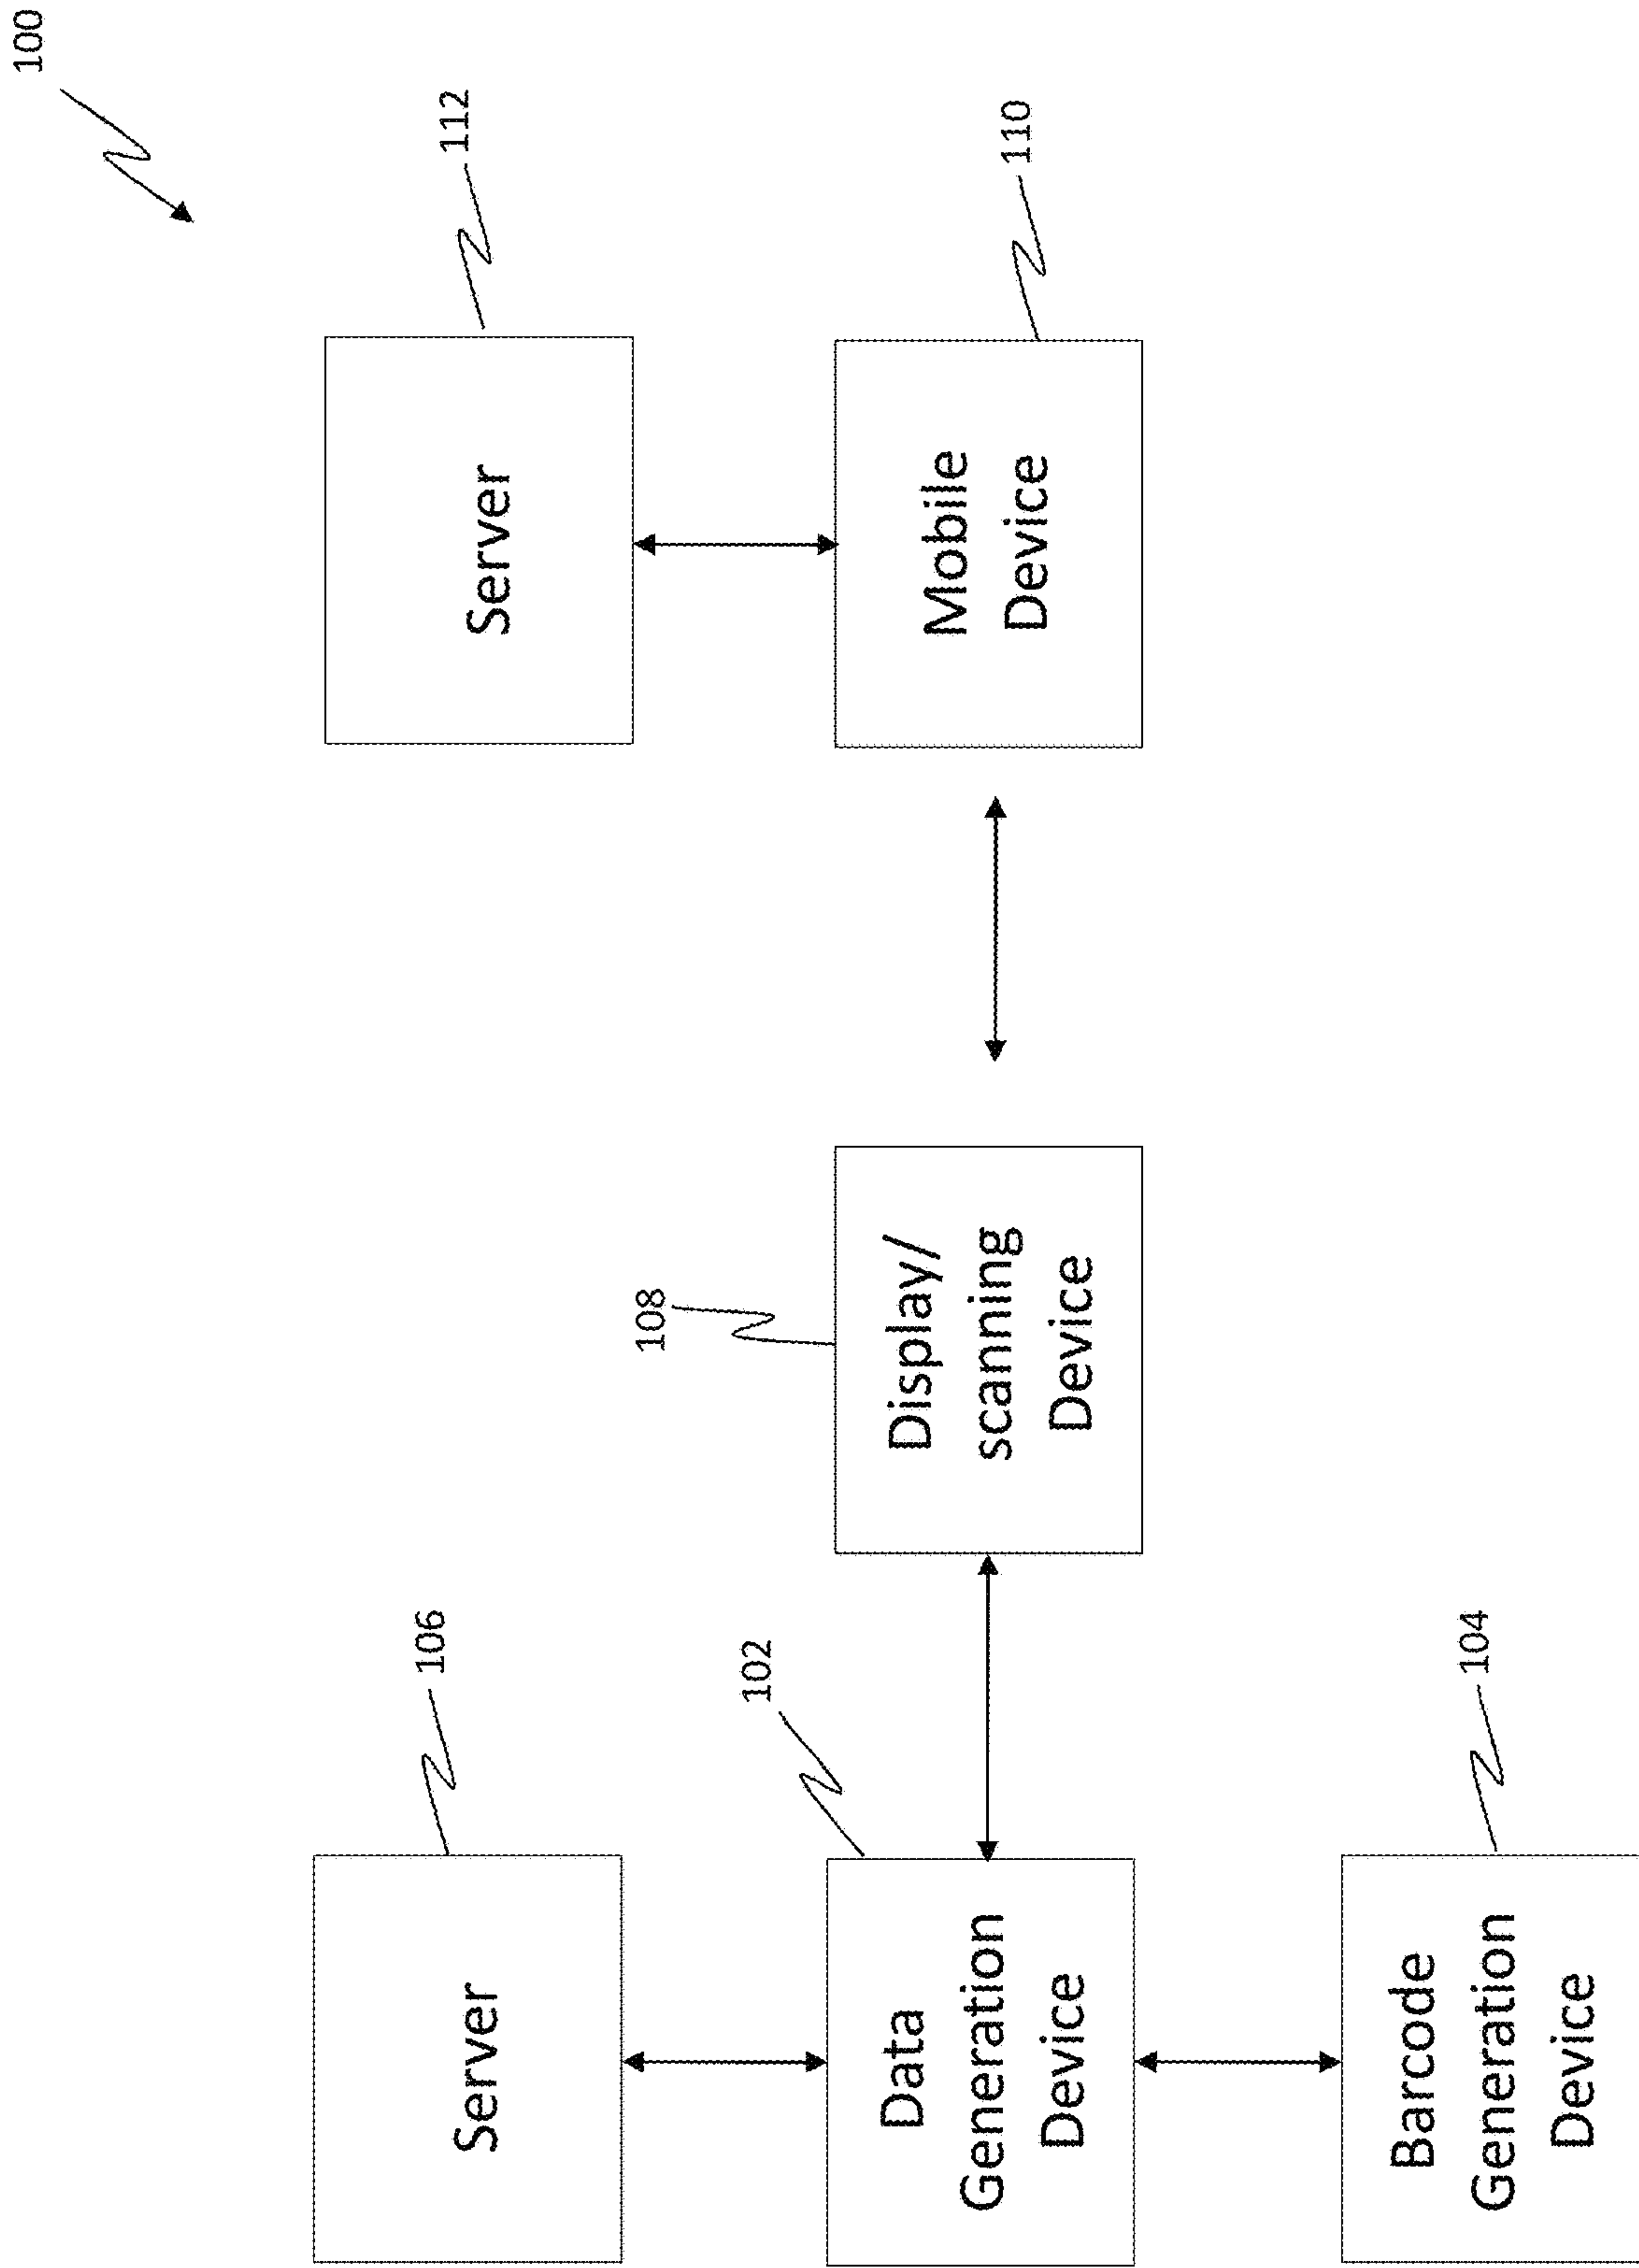 100
Server
112
Mobile
Device
110
Display/
scanning
Device
108
Server
106
Data
Generation
Device
102
Barcode
Generation
Device
104